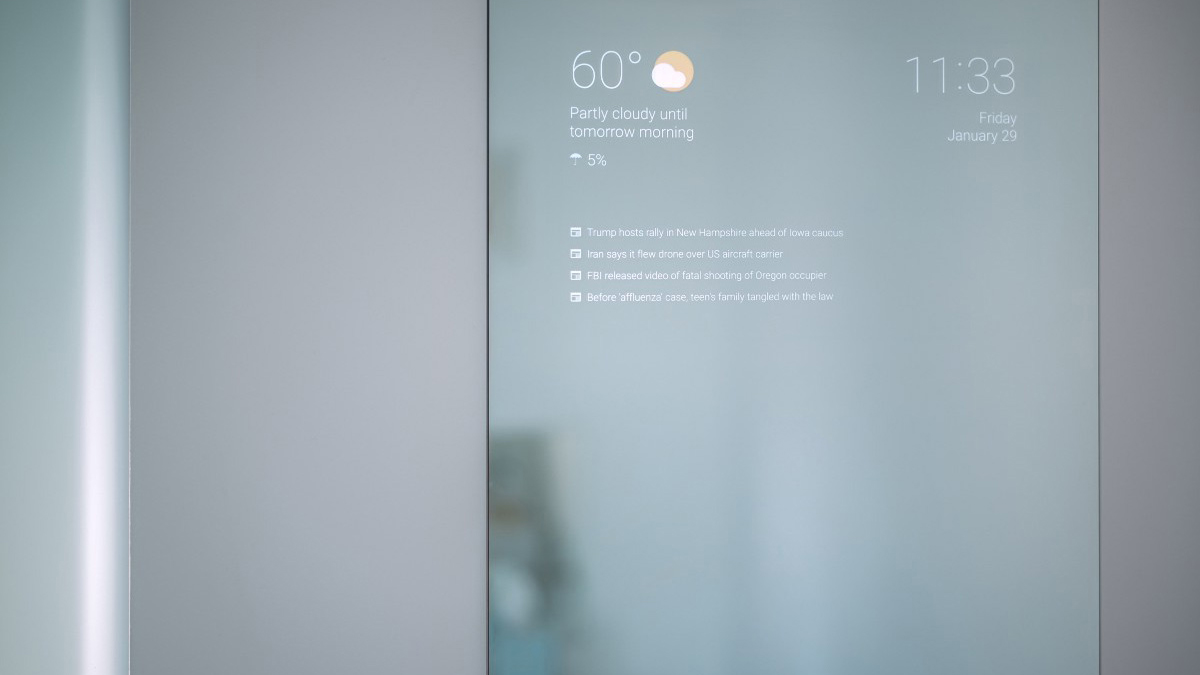 60°
Partly cloudy until
tomorrow morning
5%
11:33
Friday
January 29
Trump hosts rally in New Hampshire ahead of Iowa caucus
Iran says it flew drone over US aircraft carrier
FBI released video of fatal shooting of Oregon occupier
Before 'affluenza' case, teen's family tangled with the law